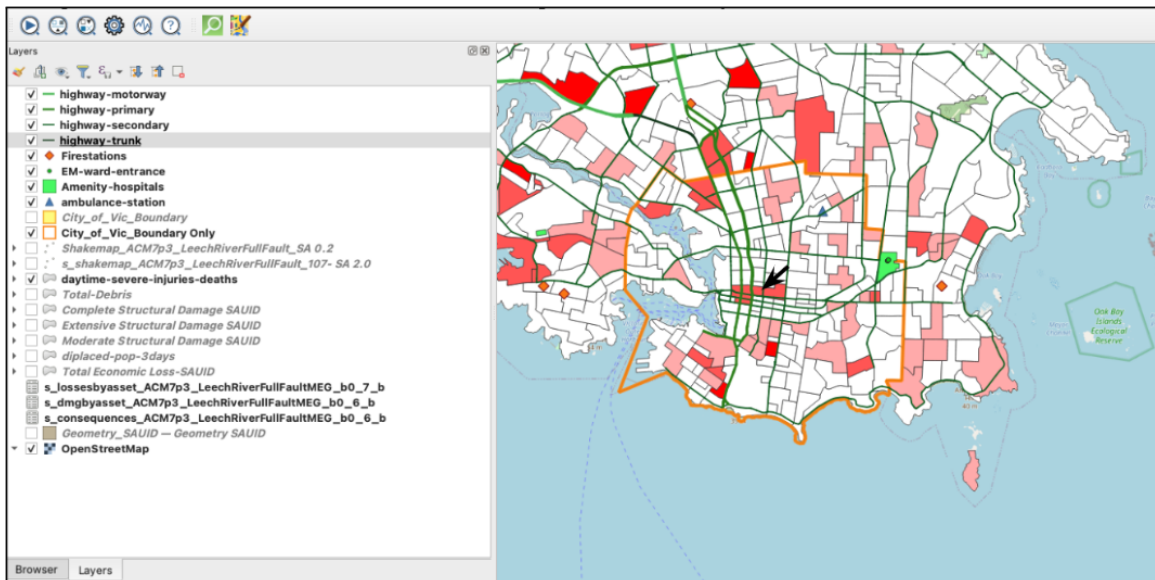 Layers
highway-motorway
highway-primary
highway-secondary
highway-trunk
Firestations
EM-ward-entrance
Amenity-hospitals
ambulance-station
City_of_Vic_Boundary
City_of_Vic_Boundary Only
Shakemap_ACM7p3_LeechRiverFullFault_SA 0.2
s_shakemap_ACM7p3_LeechRiverFullFault_107- SA 2.0
daytime-severe-injuries-deaths
Total-Debris
Complete Structural Damage SAUID
Extensive Structural Damage SAUID
Moderate Structural Damage SAUID
diplaced-pop-3days
Total Economic Loss-SAUID
s_lossesbyasset_ACM7p3_LeechRiverFullFaultMEG_b0_7_b
s_dmgbyasset_ACM7p3_LeechRiverFullFaultMEG_b0_6_b
s_consequences_ACM7p3_LeechRiverFullFaultMEG_b0_6_b
Geometry_SAUID — Geometry SAUID
OpenStreetMap
Browser Layers
Oak Bay
Islands
Ecological
Reserve